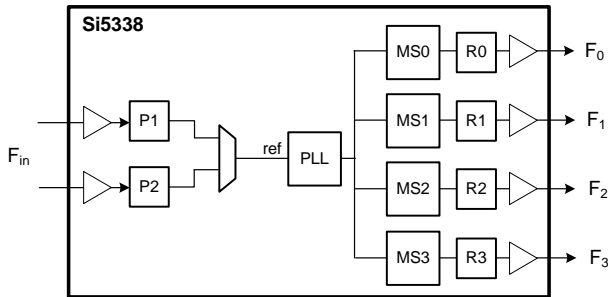 Si5338
MS0 R0 F0
P1 MS1 R1 F1
Fin ref PLL
P2 MS2 R2 F2
MS3 R3 F3